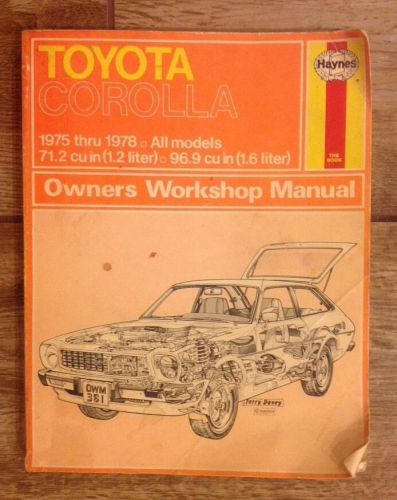 TOYOTA
COROLLA
Haynes
1975 thru 1978 ▫ All models
71.2 cu in (1.2 liter) ▫ 96.9 cu in (1.6 liter)
THE BOOK
Owners Workshop Manual
OWM
361
Terry Davey